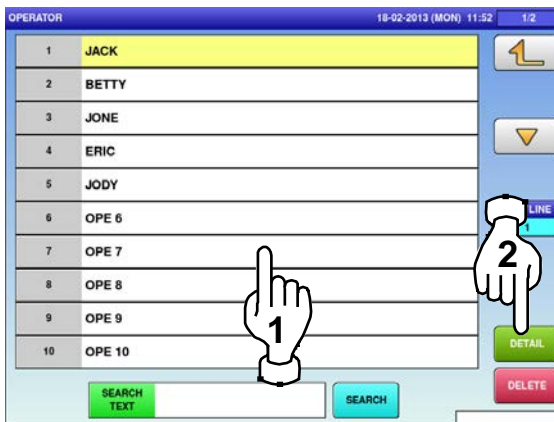 OPERATOR 18-02-2013 (MON) 11:52 1/2
1 JACK
2 BETTY
3 JONE
4 ERIC
5 JODY
6 OPE 6
LINE
1
7 OPE 7
2
8 OPE 8
9 OPE 9
1
10 OPE 10
DETAIL
DELETE
SEARCH
TEXT
SEARCH